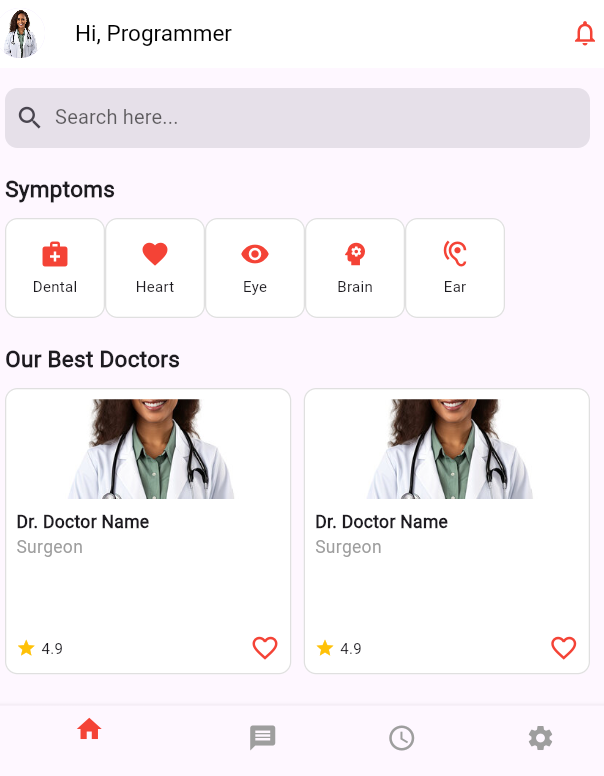 Hi, Programmer
Search here...
Symptoms
Dental Heart Eye Brain Ear
Our Best Doctors
Dr. Doctor Name Dr. Doctor Name
Surgeon Surgeon
4.9 4.9